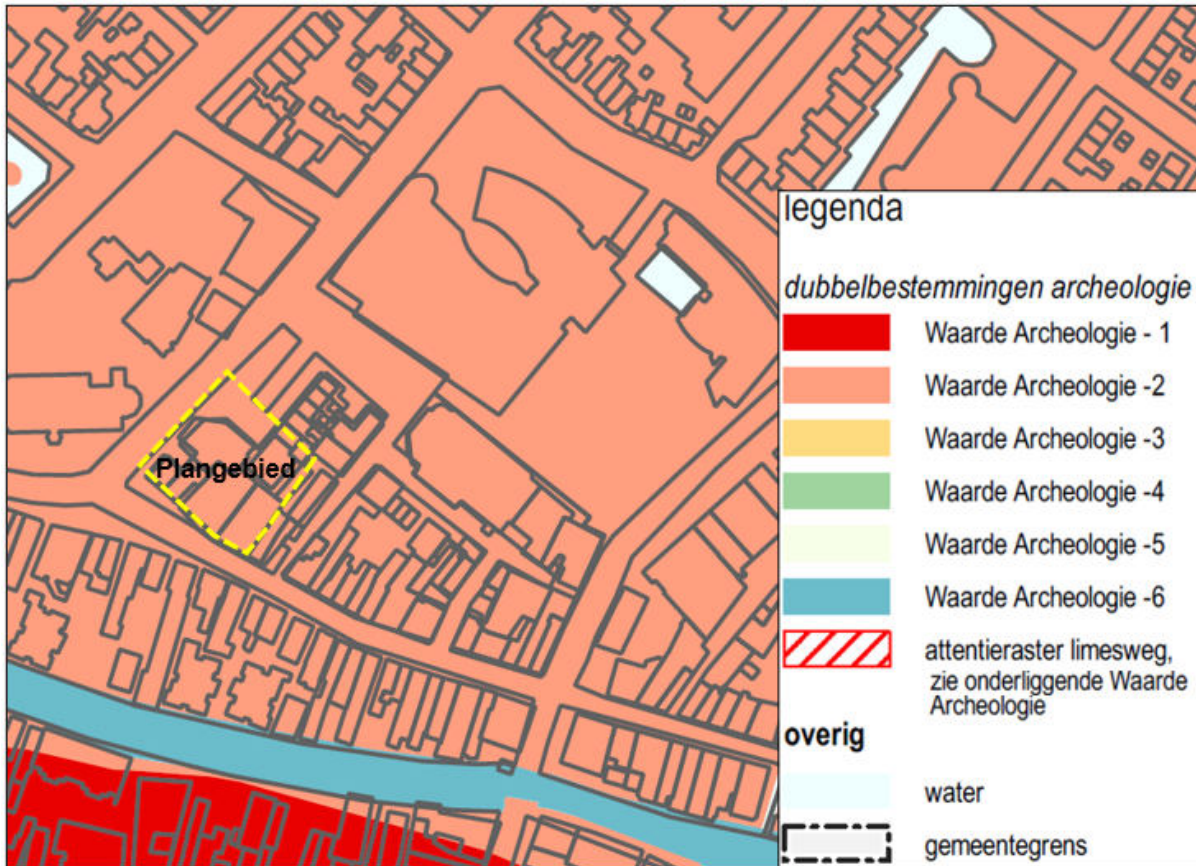 Plangebied
legenda
dubbelbestemmingen archeologie
Waarde Archeologie - 1
Waarde Archeologie -2
Waarde Archeologie -3
Waarde Archeologie -4
Waarde Archeologie -5
Waarde Archeologie -6
attentieraster limesweg,
zie onderliggende Waarde
Archeologie
overig
water
gemeentegrens